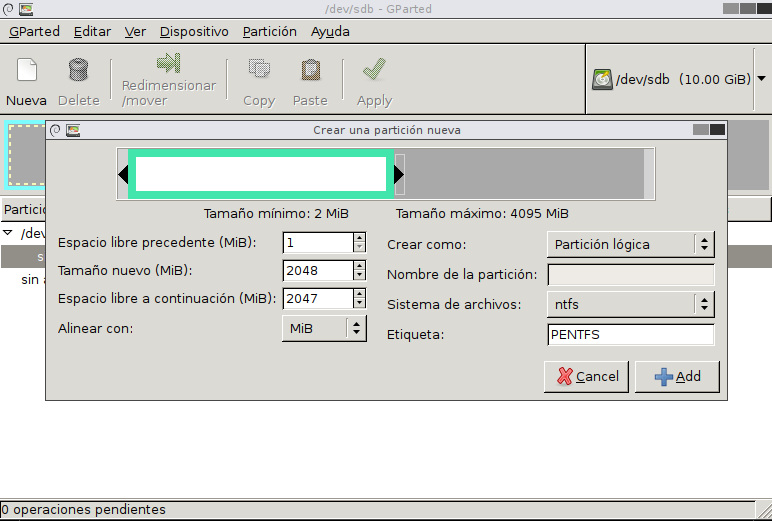 /dev/sdb - GParted
GParted Editar Ver Dispositivo Partición Ayuda
Nueva Delete Redimensionar /mover Copy Paste Apply /dev/sdb (10.00 GiB)
Crear una partición nueva
Tamaño mínimo: 2 MiB Tamaño máximo: 4095 MiB
Espacio libre precedente (MiB): 1
Tamaño nuevo (MiB): 2048
Espacio libre a continuación (MiB): 2047
Alinear con: MiB
Crear como: Partición lógica
Nombre de la partición:
Sistema de archivos: ntfs
Etiqueta: PENTFS
Cancel Add
Partició
/dev
s
sin a
0 operaciones pendientes